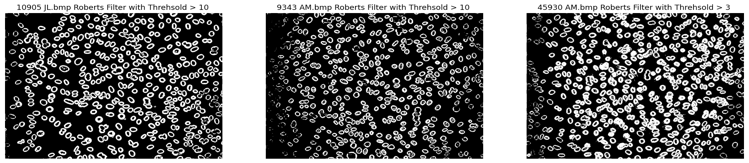 10905 JL.bmp Roberts Filter with Threhsold > 10
9343 AM.bmp Roberts Filter with Threhsold > 10
45930 AM.bmp Roberts Filter with Threhsold > 3